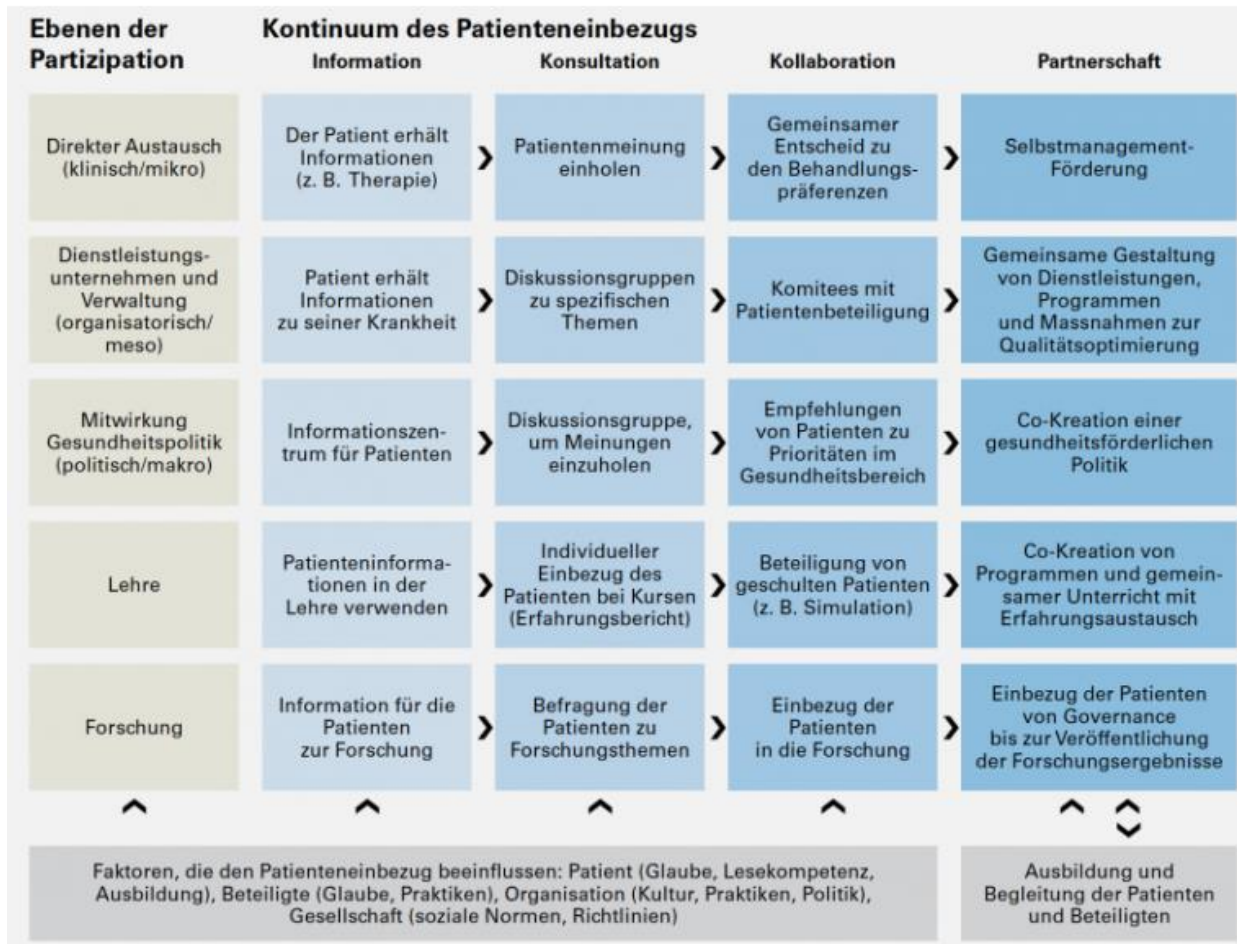 Ebenen der
Partizipation
Kontinuum des Patienteneinbezugs
Information
Konsultation
Kollaboration
Partnerschaft
Direkter Austausch
(klinisch/mikro)
Der Patient erhält
Informationen
(z. B. Therapie)
Patientenmeinung
einholen
Gemeinsamer
Entscheid zu
den Behandlungs-
präferenzen
Selbstmanagement-
Förderung
Dienstleistungs-
unternehmen und
Verwaltung
(organisatorisch/
meso)
Patient erhält
Informationen
zu seiner Krankheit
Diskussionsgruppen
zu spezifischen
Themen
Komitees mit
Patientenbeteiligung
Gemeinsame Gestaltung
von Dienstleistungen,
Programmen
und Massnahmen zur
Qualitätsoptimierung
Mitwirkung
Gesundheitspolitik
(politisch/makro)
Informationszen-
trum für Patienten
Diskussionsgruppe,
um Meinungen
einzuholen
Empfehlungen
von Patienten zu
Prioritäten im
Gesundheitsbereich
Co-Kreation einer
gesundheitsförderlichen
Politik
Lehre
Patienteninforma-
tionen in der
Lehre verwenden
Individueller
Einbezug des
Patienten bei Kursen
(Erfahrungsbericht)
Beteiligung von
geschulten Patienten
(z. B. Simulation)
Co-Kreation von
Programmen und gemein-
samer Unterricht mit
Erfahrungsaustausch
Forschung
Information für die
Patienten
zur Forschung
Befragung der
Patienten zu
Forschungsthemen
Einbezug der
Patienten
in die Forschung
Einbezug der Patienten
von Governance
bis zur Veröffentlichung
der Forschungsergebnisse
Faktoren, die den Patienteneinbezug beeinflussen: Patient (Glaube, Lesekompetenz,
Ausbildung), Beteiligte (Glaube, Praktiken), Organisation (Kultur, Praktiken, Politik),
Gesellschaft (soziale Normen, Richtlinien)
Ausbildung und
Begleitung der Patienten
und Beteiligten